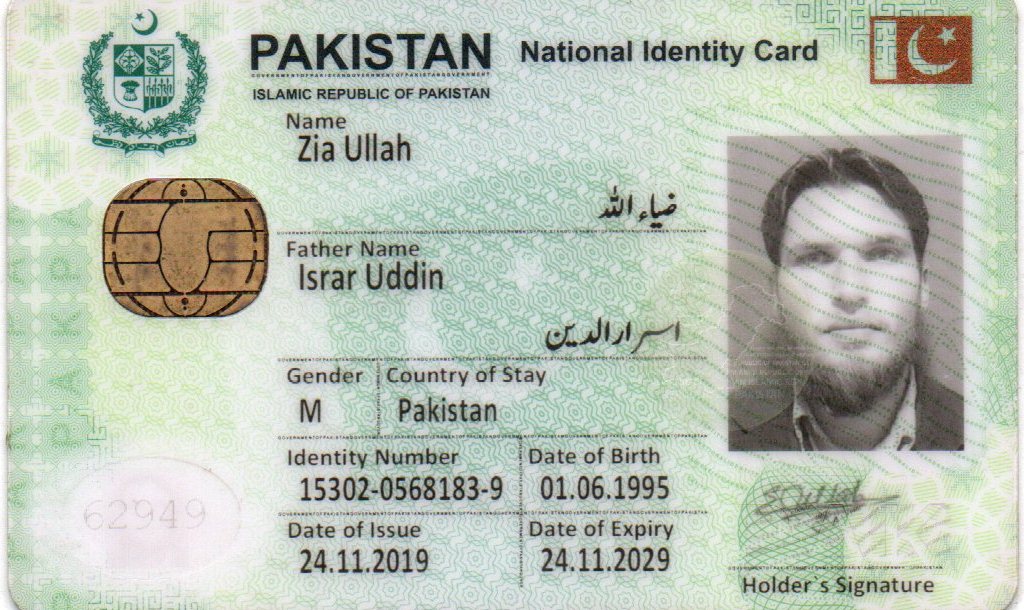 PAKISTAN National Identity Card
ISLAMIC REPUBLIC OF PAKISTAN
Name
Zia Ullah
ضیاء اللہ
Father Name
Israr Uddin
اسرار الدین
Gender Country of Stay
M Pakistan
Identity Number Date of Birth
15302-0568183-9 01.06.1995
62949
Date of Issue Date of Expiry
24.11.2019 24.11.2029
Holder`s Signature